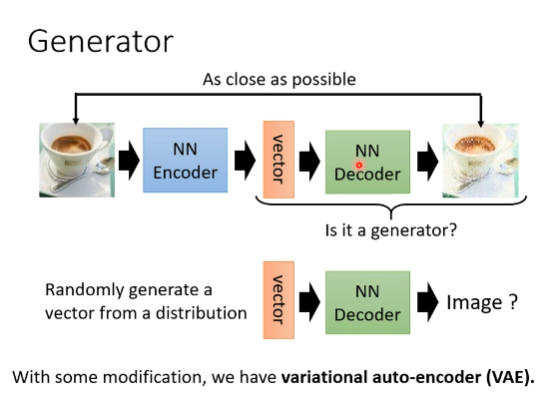 Generator
As close as possible
NN
Encoder
vector
NN
Decoder
Is it a generator?
Randomly generate a
vector from a distribution
vector
NN
Decoder
Image ?
With some modification, we have variational auto-encoder (VAE).